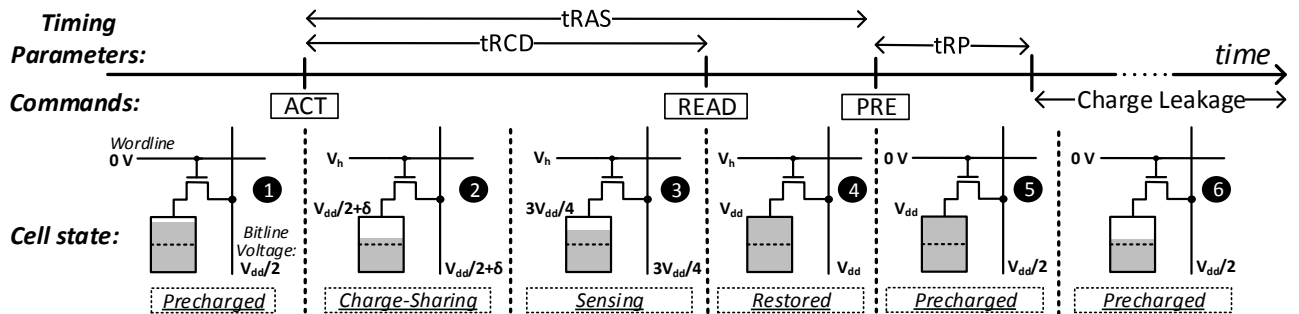 Timing Parameters:
tRAS
tRCD
tRP
time
Commands:
ACT
READ
PRE
Charge Leakage
Cell state:
Wordline
0 V
1
Bitline
Voltage:
Vdd/2
Precharged
Vh
2
Vdd/2+δ
Vdd/2+δ
Charge-Sharing
Vh
3
3Vdd/4
3Vdd/4
Sensing
Vh
4
Vdd
Vdd
Restored
0 V
5
Vdd
Vdd/2
Precharged
0 V
6
Vdd/2
Precharged